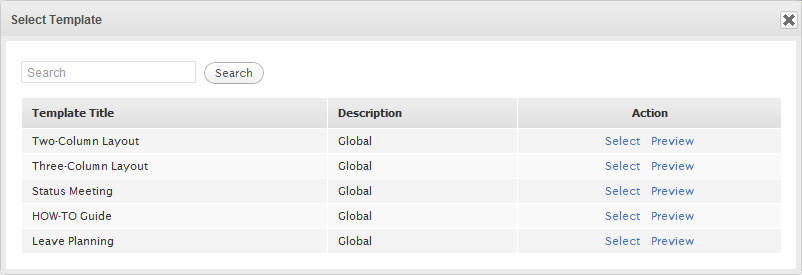 Select Template
Search Search
Template Title Description Action
Two-Column Layout Global Select Preview
Three-Column Layout Global Select Preview
Status Meeting Global Select Preview
HOW-TO Guide Global Select Preview
Leave Planning Global Select Preview